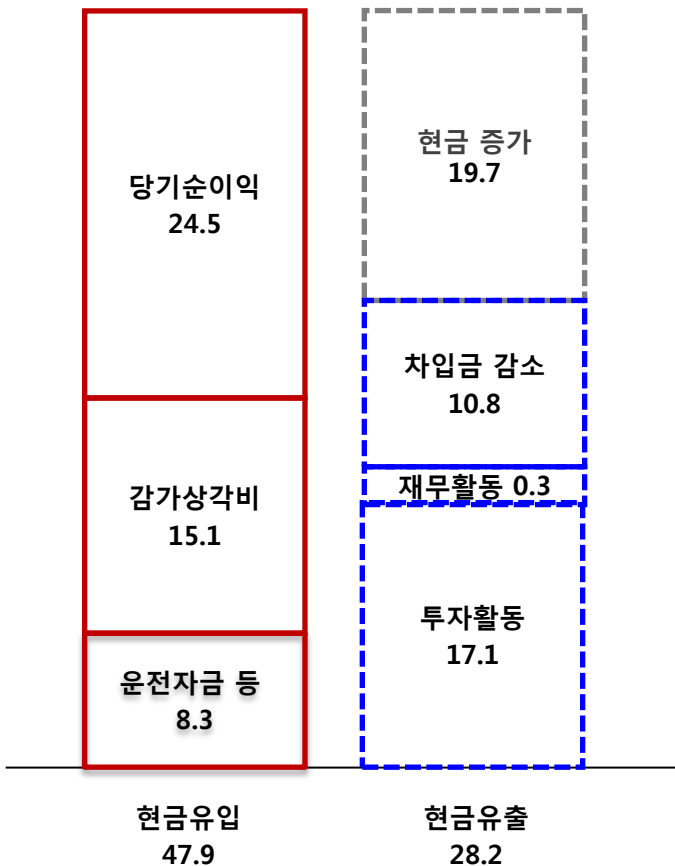 당기순이익
24.5
감가상각비
15.1
운전자금 등
8.3
현금유입
47.9
현금 증가
19.7
차입금 감소
10.8
재무활동 0.3
투자활동
17.1
현금유출
28.2